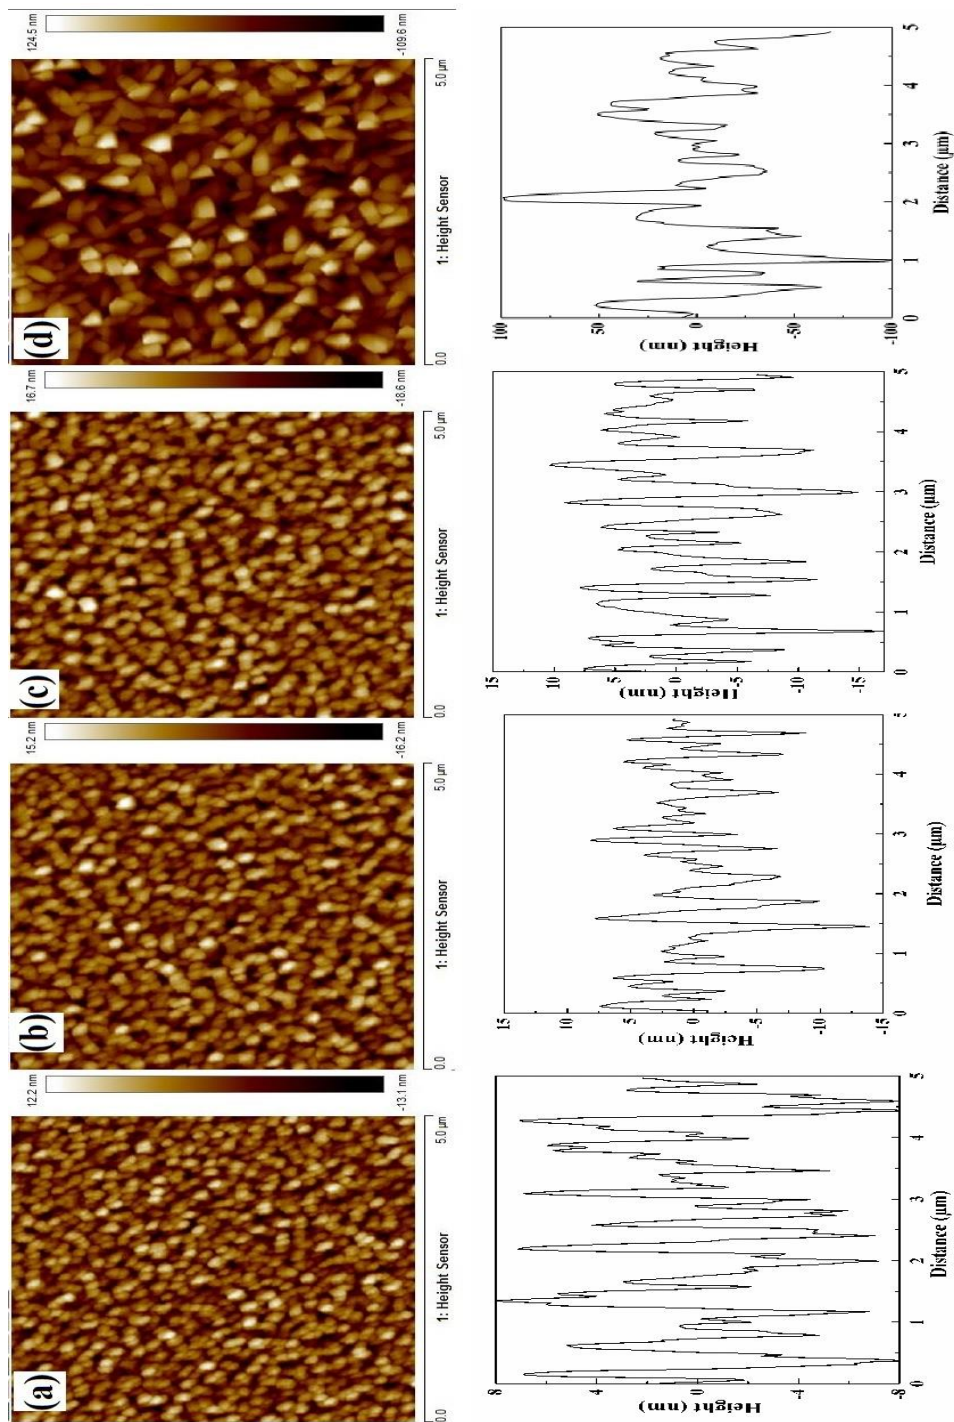 (a)
12.2 nm
-13.1 nm
0.0
1: Height Sensor
5.0 µm
(b)
15.2 nm
-16.2 nm
0.0
1: Height Sensor
5.0 µm
(c)
16.7 nm
-18.6 nm
0.0
1: Height Sensor
5.0 µm
(d)
124.5 nm
-109.6 nm
0.0
1: Height Sensor
5.0 µm
Height (nm)
8
4
0
-4
-8
0 1 2 3 4 5
Distance (µm)
Height (nm)
15
10
5
0
-5
-10
-15
0 1 2 3 4 5
Distance (µm)
Height (nm)
15
10
5
0
-5
-10
-15
0 1 2 3 4 5
Distance (µm)
Height (nm)
100
50
0
-50
-100
0 1 2 3 4 5
Distance (µm)